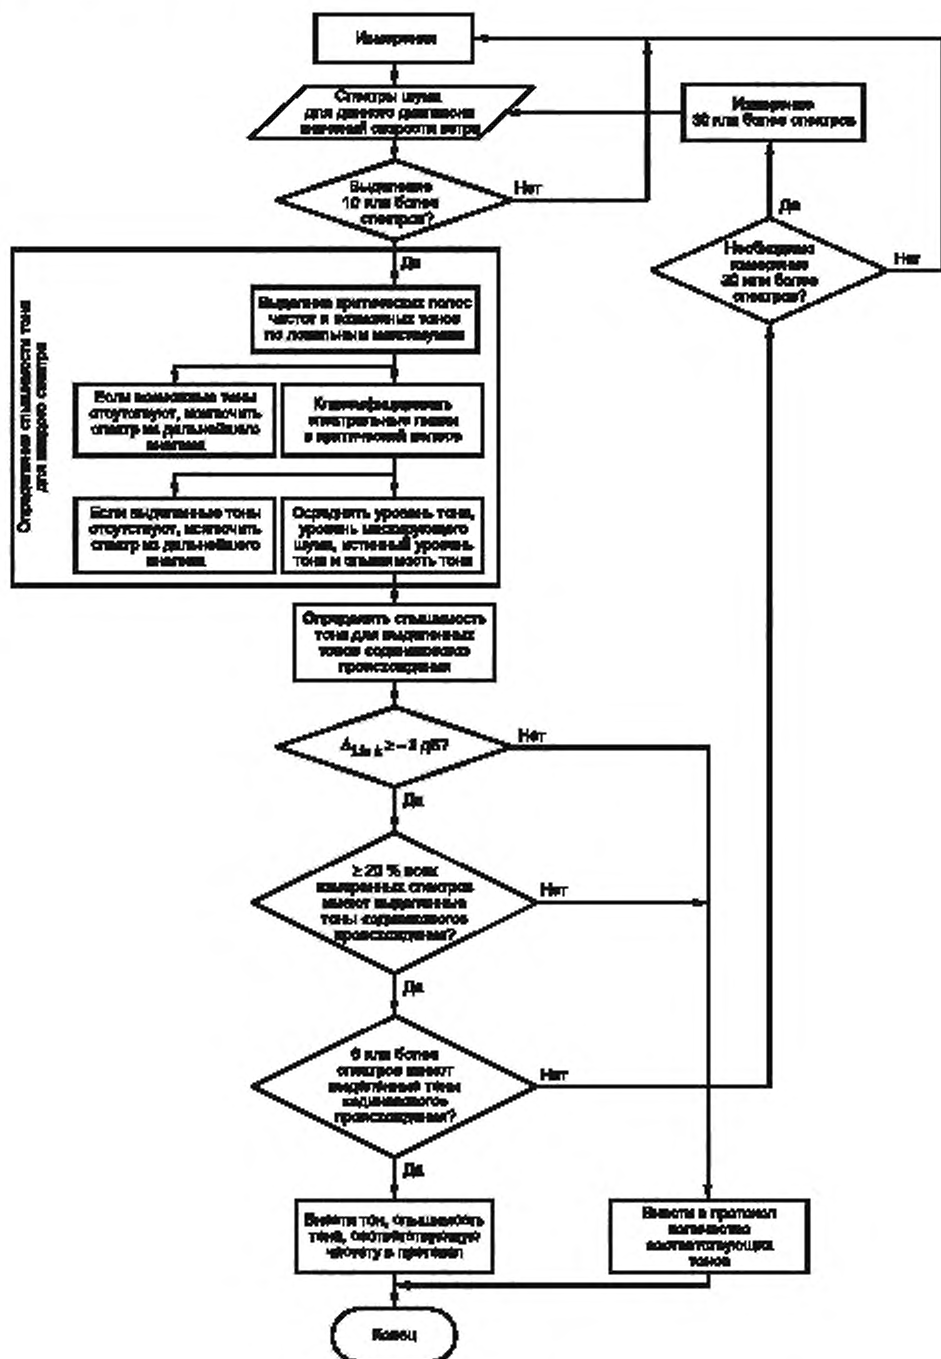 Измерения
Спектры шума
для данного диапазона
значений скорости ветра
Измерение
30 или более спектров
Выделение
10 или более
спектров?
Нет
Да
Необходимо
измерение
30 или более
спектров?
Да
Нет
Определение слышимости тона
для каждого спектра
Выделение критических полос
частот и возможных тонов
по локальным максимумам
Если возможные тоны
отсутствуют, исключить
спектр из дальнейшего
анализа
Классифицировать
спектральные линии
в критической полосе
Если выделенные тоны
отсутствуют, исключить
спектр из дальнейшего
анализа
Определить уровень тона,
уровень маскирующего
шума, истинный уровень
тона и слышимость тона
Определить слышимость
тона для выделенных
тонов «одинакового
происхождения»
≥ – 3 дБ?
Нет
Да
≥ 20 % всех
измеренных спектров
имеют выделенные
тоны «одинакового
происхождения»?
Нет
Да
6 или более
спектров имеют
выделенные тоны
«одинакового
происхождения»?
Нет
Да
Внести тон, слышимость
тона, соответствующую
частоту в протокол
Внести в протокол
количество
соответствующих
тонов
Конец